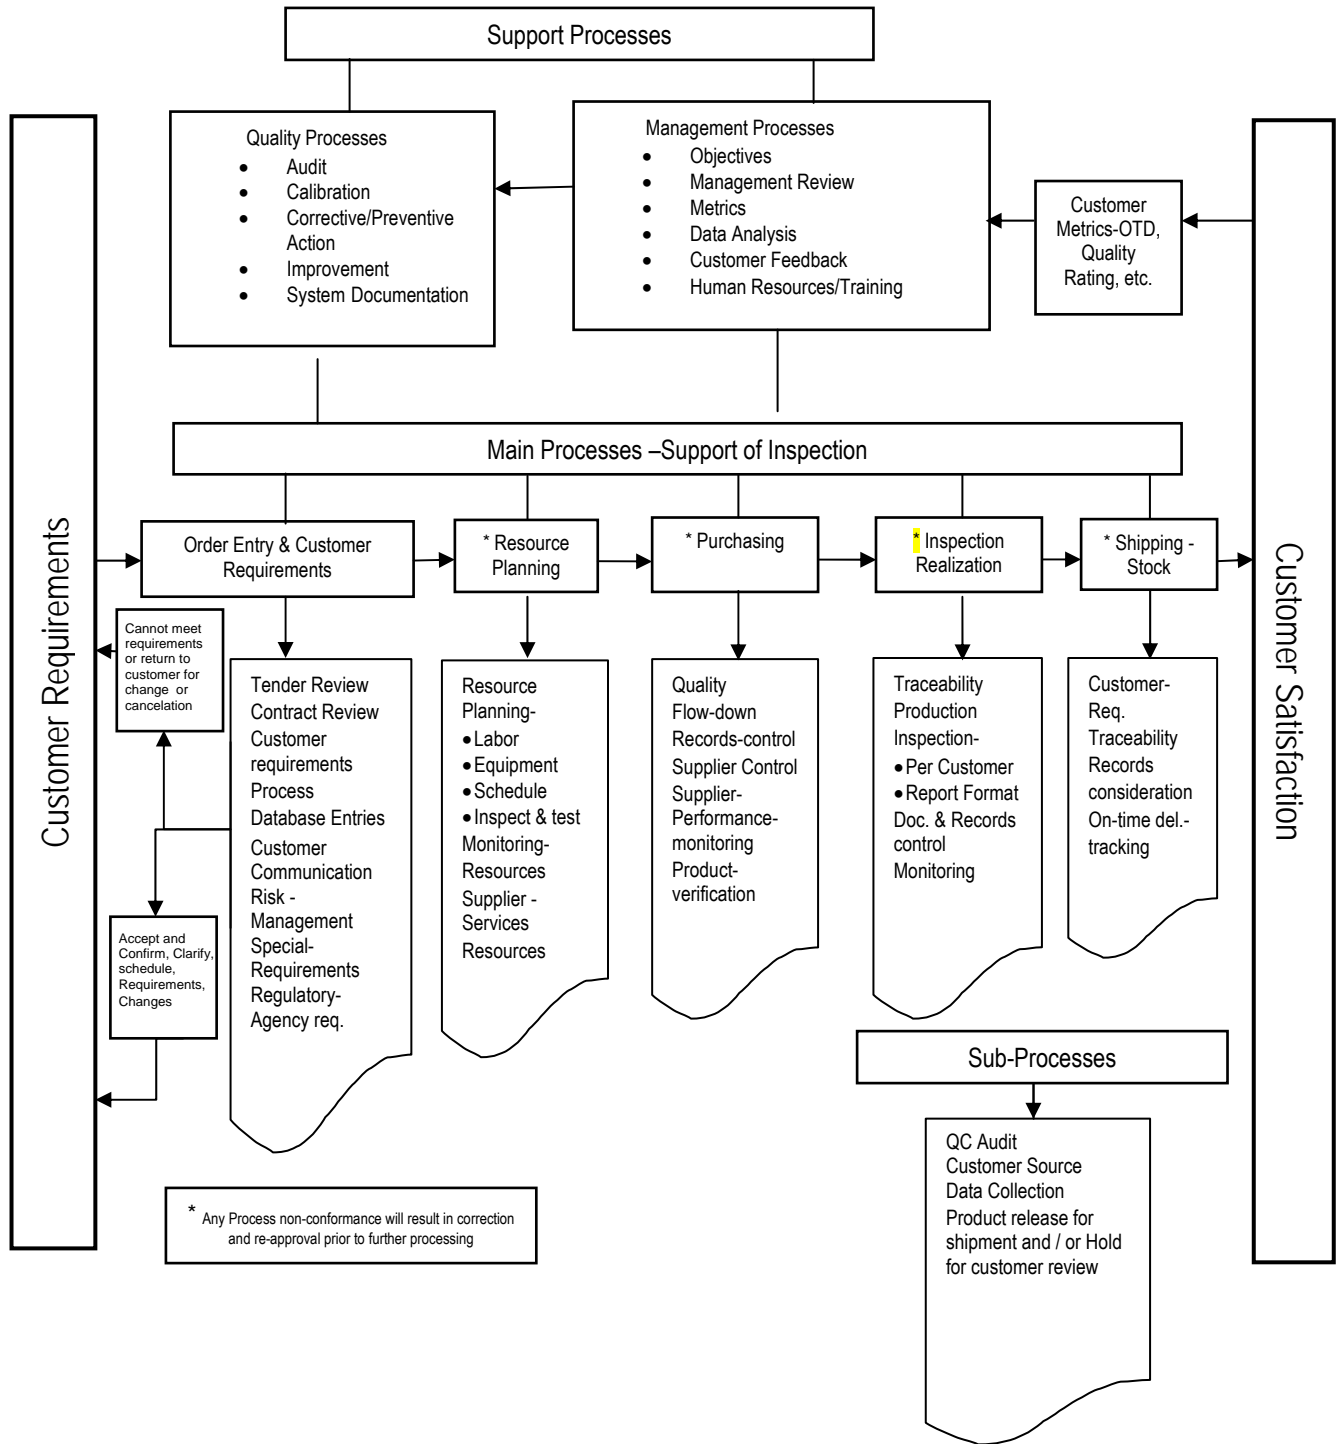 Support Processes
Quality Processes
• Audit
• Calibration
• Corrective/Preventive
Action
• Improvement
• System Documentation
Management Processes
• Objectives
• Management Review
• Metrics
• Data Analysis
• Customer Feedback
• Human Resources/Training
Customer
Metrics-OTD,
Quality
Rating, etc.
Customer Requirements
Customer Satisfaction
Main Processes –Support of Inspection
Order Entry & Customer
Requirements
* Resource
Planning
* Purchasing
* Inspection
Realization
* Shipping -
Stock
Cannot meet
requirements
or return to
customer for
change or
cancelation
Accept and
Confirm, Clarify,
schedule,
Requirements,
Changes
Tender Review
Contract Review
Customer
requirements
Process
Database Entries
Customer
Communication
Risk -
Management
Special-
Requirements
Regulatory-
Agency req.
Resource
Planning-
• Labor
• Equipment
• Schedule
• Inspect & test
Monitoring-
Resources
Supplier -
Services
Resources
Quality
Flow-down
Records-control
Supplier Control
Supplier-
Performance-
monitoring
Product-
verification
Traceability
Production
Inspection-
• Per Customer
• Report Format
Doc. & Records
control
Monitoring
Customer-
Req.
Traceability
Records
consideration
On-time del.-
tracking
Sub-Processes
QC Audit
Customer Source
Data Collection
Product release for
shipment and / or Hold
for customer review
* Any Process non-conformance will result in correction
and re-approval prior to further processing